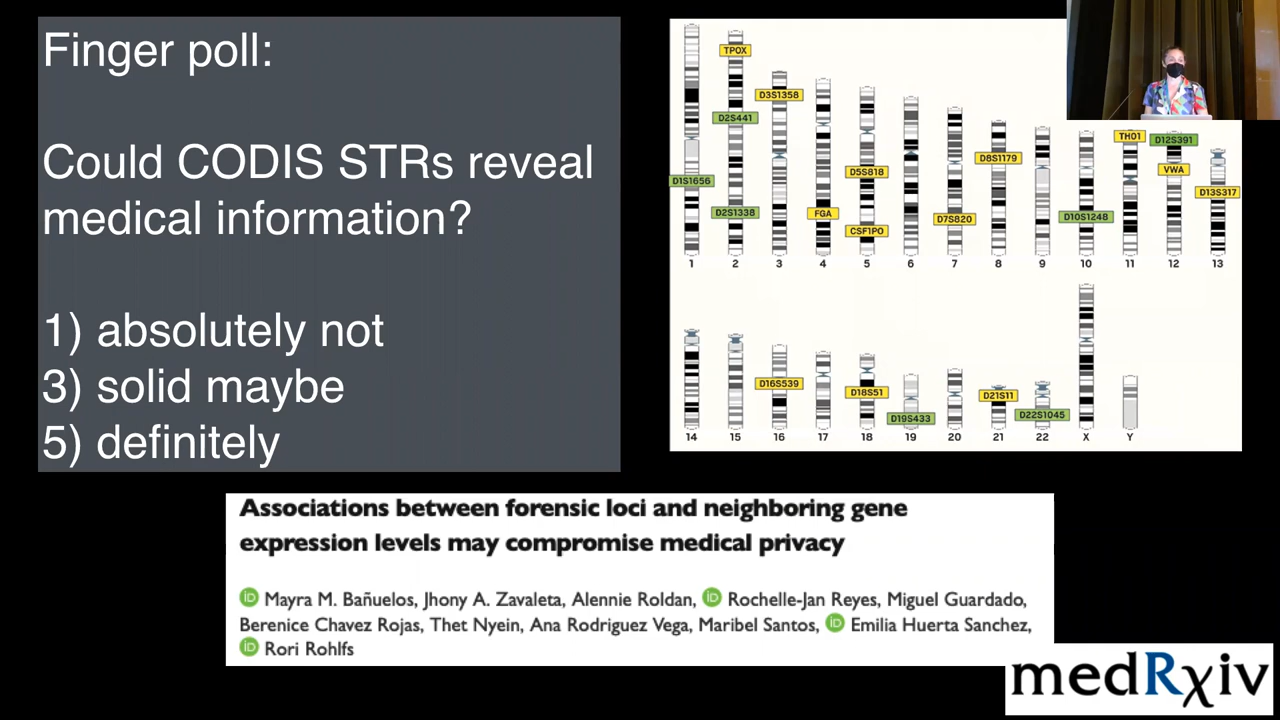 Finger poll:
Could CODIS STRs reveal
medical information?
1) absolutely not
3) solid maybe
5) definitely
TPOX
D3S1358
D2S441
D1S1656
D2S1338
FGA
D5S818
CSF1PO
D7S820
D8S1179
D10S1248
TH01
D12S391
VWA
D13S317
1 2 3 4 5 6 7 8 9 10 11 12 13
D16S539
D18S51
D19S433
D21S11
D22S1045
14 15 16 17 18 19 20 21 22 X Y
Associations between forensic loci and neighboring gene
expression levels may compromise medical privacy
iD Mayra M. Bañuelos, Jhony A. Zavaleta, Alennie Roldan, iD Rochelle-Jan Reyes, Miguel Guardado,
Berenice Chavez Rojas, Thet Nyein, Ana Rodriguez Vega, Maribel Santos, iD Emilia Huerta Sanchez,
iD Rori Rohlfs
medRxiv